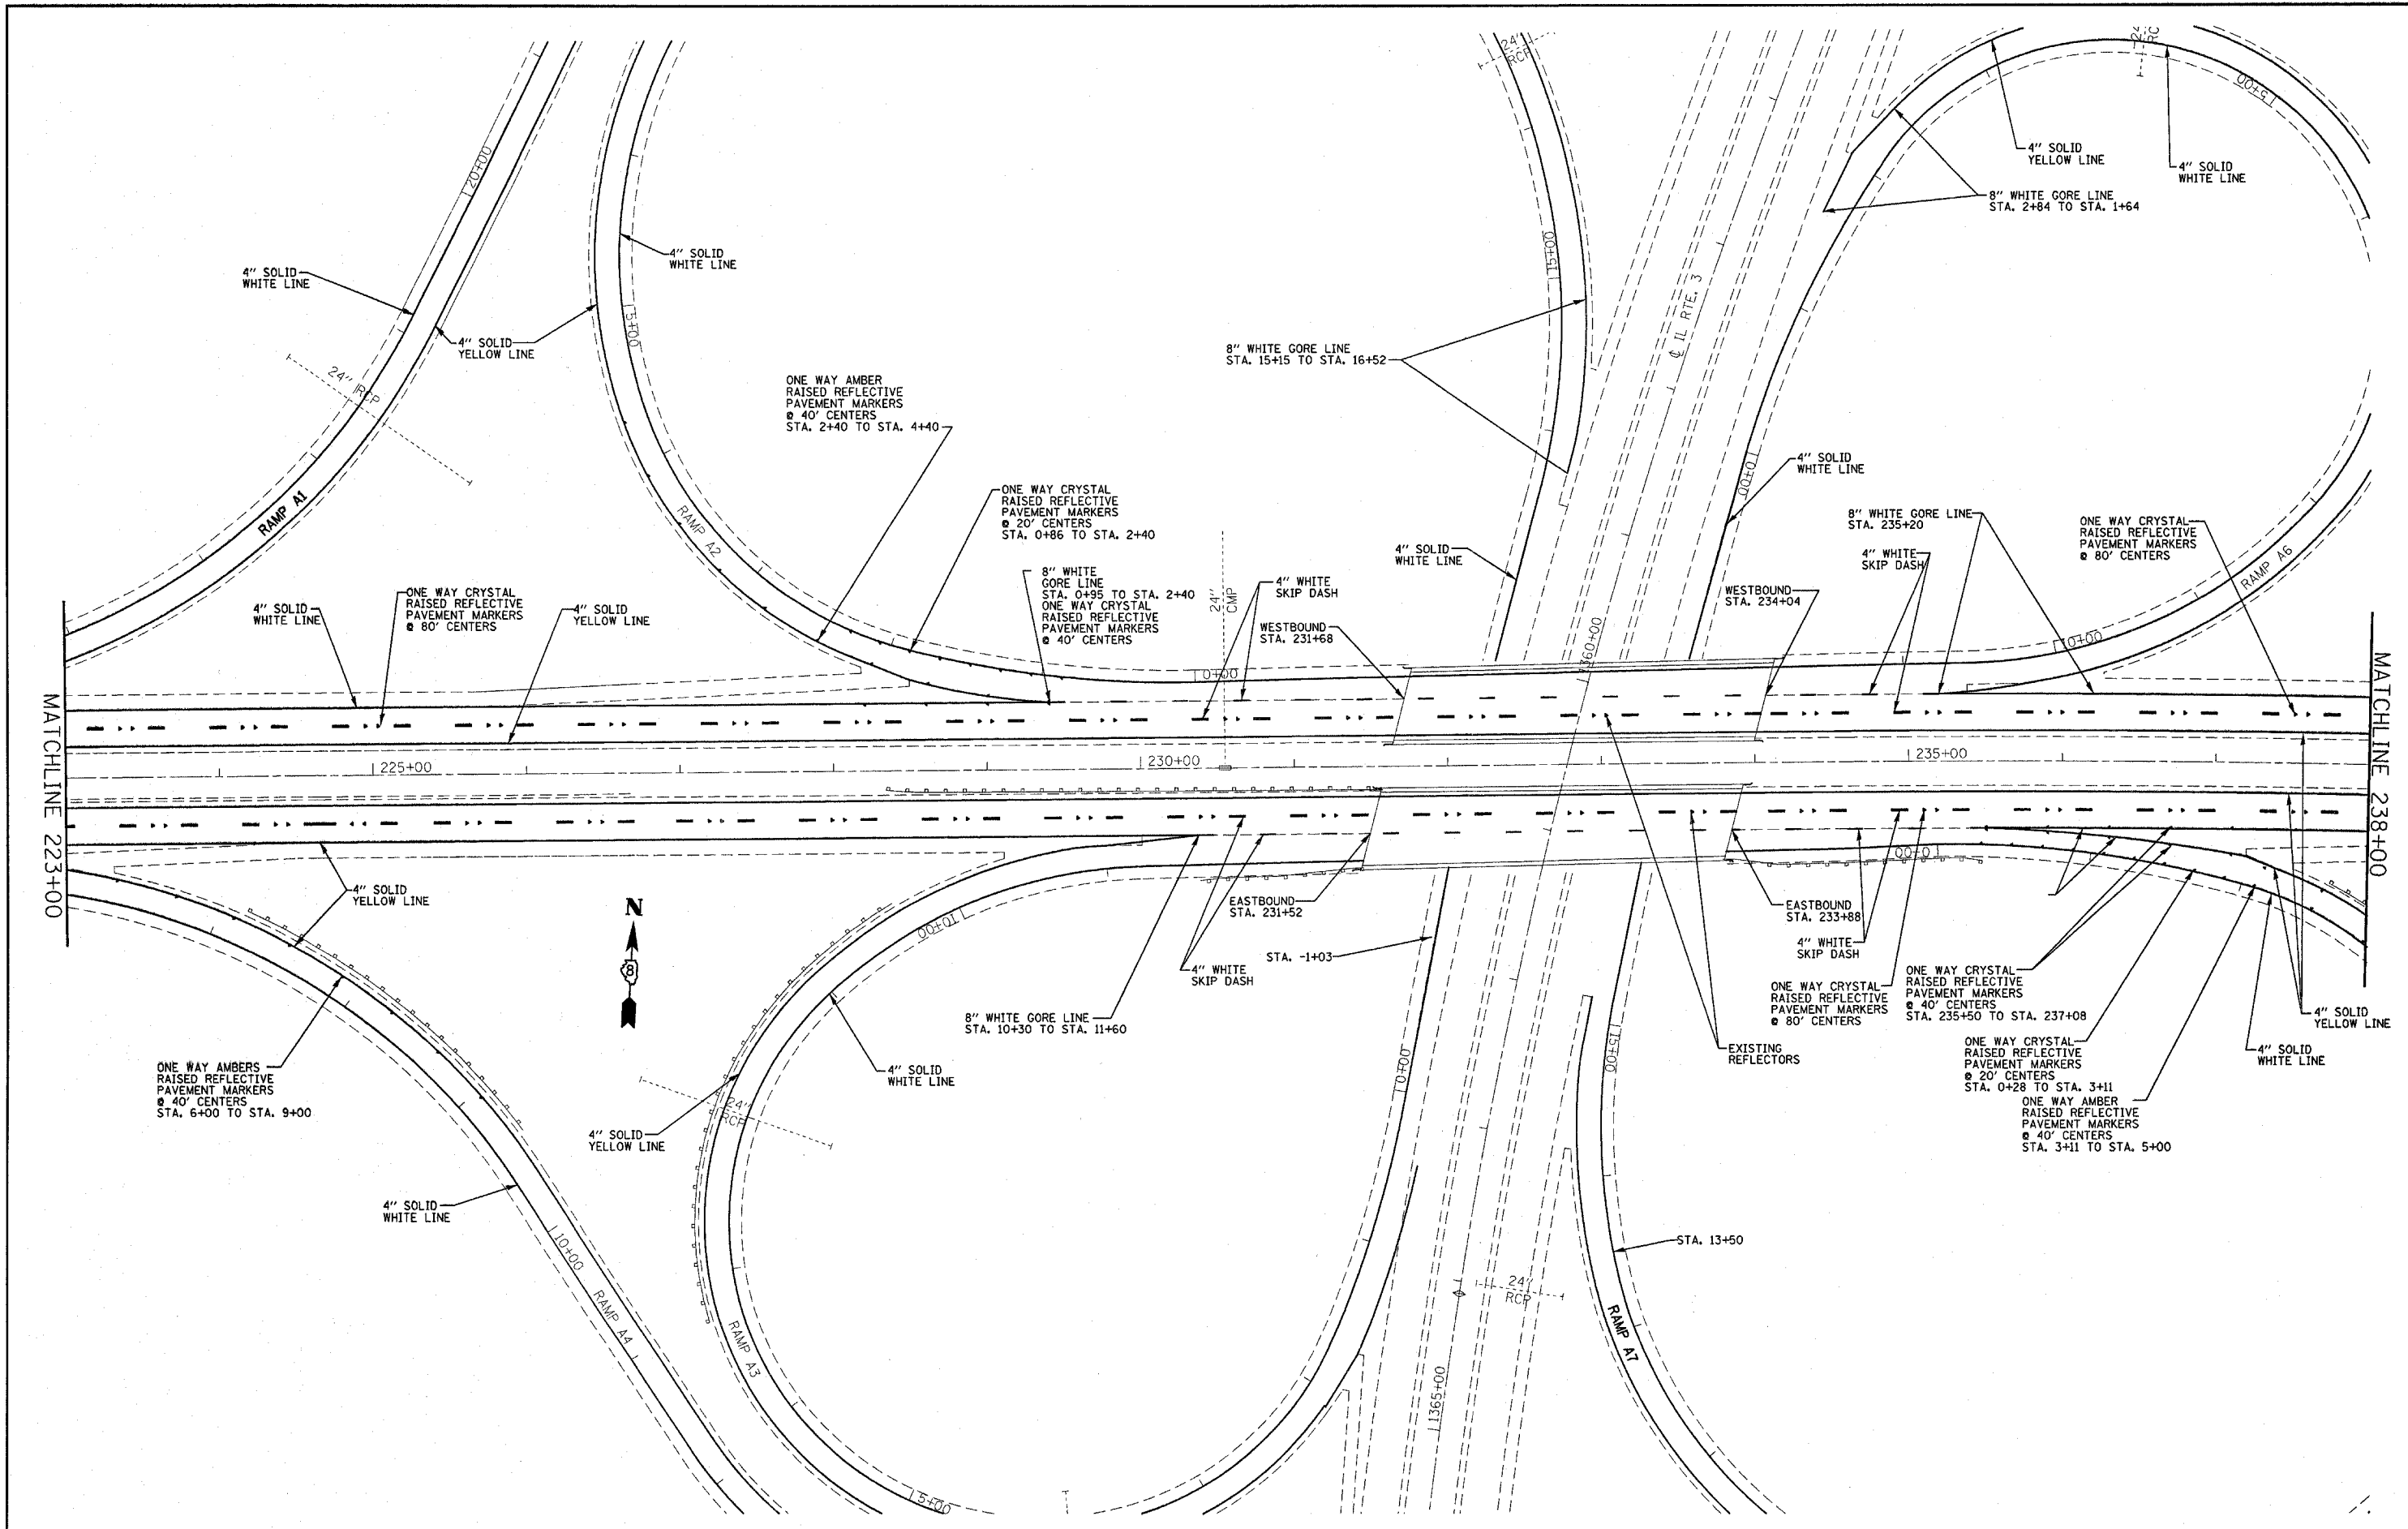 24"
RCP
24"
RC
15+00
4" SOLID
YELLOW LINE
4" SOLID
WHITE LINE
8" WHITE GORE LINE
STA. 2+84 TO STA. 1+64
20+00
4" SOLID
WHITE LINE
4" SOLID
WHITE LINE
5+00
15+00
℄ IL RTE. 3
4" SOLID
YELLOW LINE
24" RCP
8" WHITE GORE LINE
STA. 15+15 TO STA. 16+52
ONE WAY AMBER
RAISED REFLECTIVE
PAVEMENT MARKERS
@ 40' CENTERS
STA. 2+40 TO STA. 4+40
RAMP A1
RAMP A2
ONE WAY CRYSTAL
RAISED REFLECTIVE
PAVEMENT MARKERS
@ 20' CENTERS
STA. 0+86 TO STA. 2+40
4" SOLID
WHITE LINE
10+00
4" SOLID
WHITE LINE
8" WHITE GORE LINE
STA. 235+20
4" WHITE
SKIP DASH
ONE WAY CRYSTAL
RAISED REFLECTIVE
PAVEMENT MARKERS
@ 80' CENTERS
RAMP A6
4" SOLID
WHITE LINE
ONE WAY CRYSTAL
RAISED REFLECTIVE
PAVEMENT MARKERS
@ 80' CENTERS
4" SOLID
YELLOW LINE
8" WHITE
GORE LINE
STA. 0+95 TO STA. 2+40
ONE WAY CRYSTAL
RAISED REFLECTIVE
PAVEMENT MARKERS
@ 40' CENTERS
24"
CMP
4" WHITE
SKIP DASH
WESTBOUND
STA. 231+68
WESTBOUND
STA. 234+04
0+00
1360+00
0+00
MATCHLINE 223+00
225+00
230+00
235+00
MATCHLINE 238+00
4" SOLID
YELLOW LINE
N
8
10+00
EASTBOUND
STA. 231+52
4" WHITE
SKIP DASH
STA. -1+03
0+00
EASTBOUND
STA. 233+88
4" WHITE
SKIP DASH
8" WHITE GORE LINE
STA. 10+30 TO STA. 11+60
ONE WAY CRYSTAL
RAISED REFLECTIVE
PAVEMENT MARKERS
@ 80' CENTERS
ONE WAY CRYSTAL
RAISED REFLECTIVE
PAVEMENT MARKERS
@ 40' CENTERS
STA. 235+50 TO STA. 237+08
4" SOLID
YELLOW LINE
EXISTING
REFLECTORS
ONE WAY CRYSTAL
RAISED REFLECTIVE
PAVEMENT MARKERS
@ 20' CENTERS
STA. 0+28 TO STA. 3+11
4" SOLID
WHITE LINE
ONE WAY AMBER
RAISED REFLECTIVE
PAVEMENT MARKERS
@ 40' CENTERS
STA. 3+11 TO STA. 5+00
ONE WAY AMBERS
RAISED REFLECTIVE
PAVEMENT MARKERS
@ 40' CENTERS
STA. 6+00 TO STA. 9+00
4" SOLID
WHITE LINE
24"
RCP
4" SOLID
YELLOW LINE
0+00
15+00
4" SOLID
WHITE LINE
10+00
RAMP A4
RAMP A3
STA. 13+50
24"
RCP
RAMP A7
1365+00
5+00